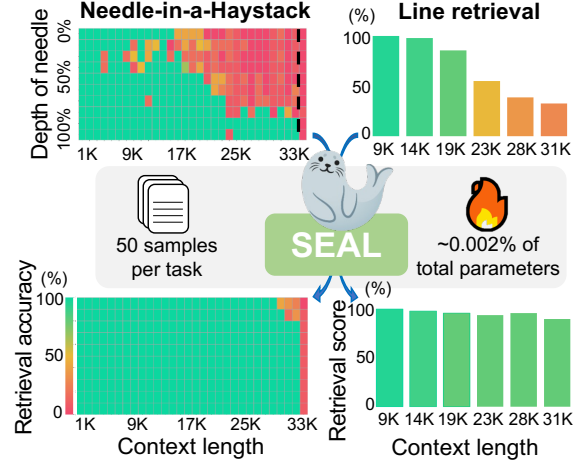 Needle-in-a-Haystack
Depth of needle
0%
50%
100%
1K 9K 17K 25K 33K
Line retrieval
(%)
100
50
0
9K 14K 19K 23K 28K 31K
50 samples
per task
SEAL
~0.002% of
total parameters
(%)
Retrieval accuracy
100
50
0
1K 9K 17K 25K 33K
Context length
(%)
Retrieval score
100
50
0
9K 14K 19K 23K 28K 31K
Context length